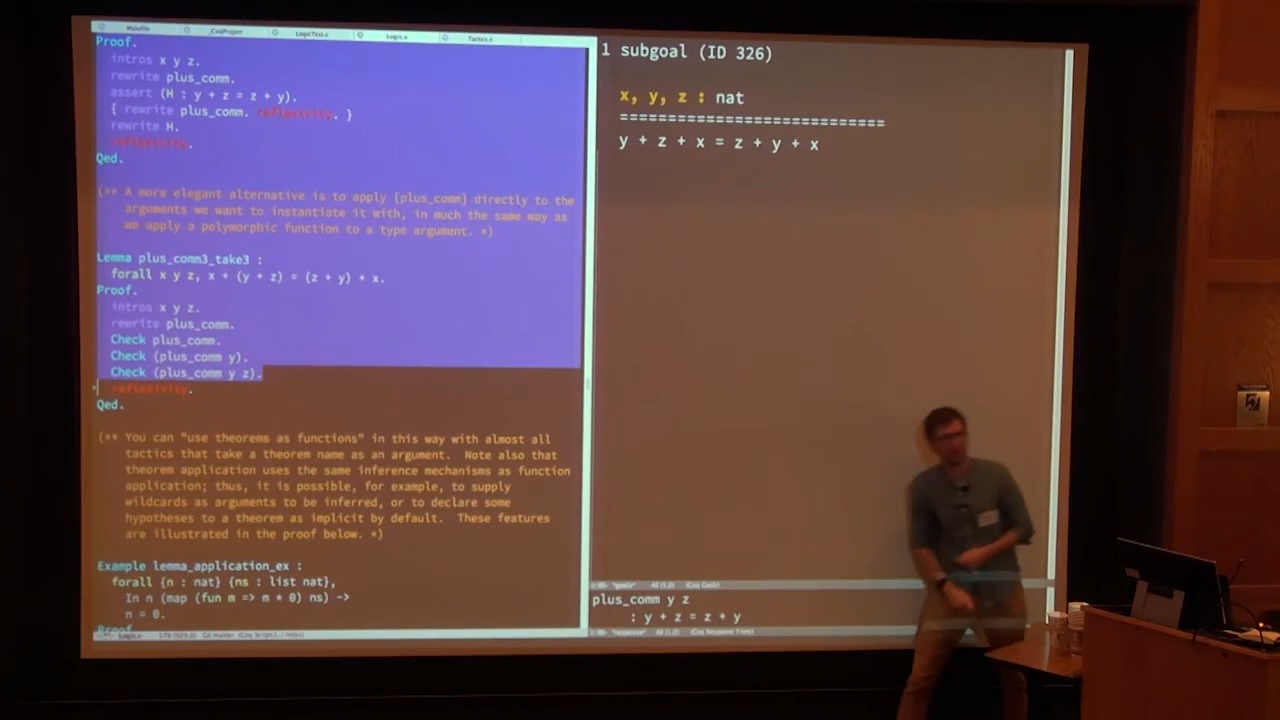 Makefile
_CoqProject
LogicTest.v
Logic.v
Tactics.v
Proof.
intros x y z.
rewrite plus_comm.
assert (H : y + z = z + y).
{ rewrite plus_comm. reflexivity. }
rewrite H.
reflexivity.
Qed.
(** A more elegant alternative is to apply [plus_comm] directly to the
arguments we want to instantiate it with, in much the same way as
we apply a polymorphic function to a type argument. *)
Lemma plus_comm3_take3 :
forall x y z, x + (y + z) = (z + y) + x.
Proof.
intros x y z.
rewrite plus_comm.
Check plus_comm.
Check (plus_comm y).
Check (plus_comm y z).
reflexivity.
Qed.
(** You can "use theorems as functions" in this way with almost all
tactics that take a theorem name as an argument. Note also that
theorem application uses the same inference mechanisms as function
application; thus, it is possible, for example, to supply
wildcards as arguments to be inferred, or to declare some
hypotheses to a theorem as implicit by default. These features
are illustrated in the proof below. *)
Example lemma_application_ex :
forall {n : nat} {ns : list nat},
In n (map (fun m => m * 0) ns) ->
n = 0.
Proof.
1 subgoal (ID 326)
x, y, z : nat
===========================
y + z + x = z + y + x
plus_comm y z
: y + z = z + y